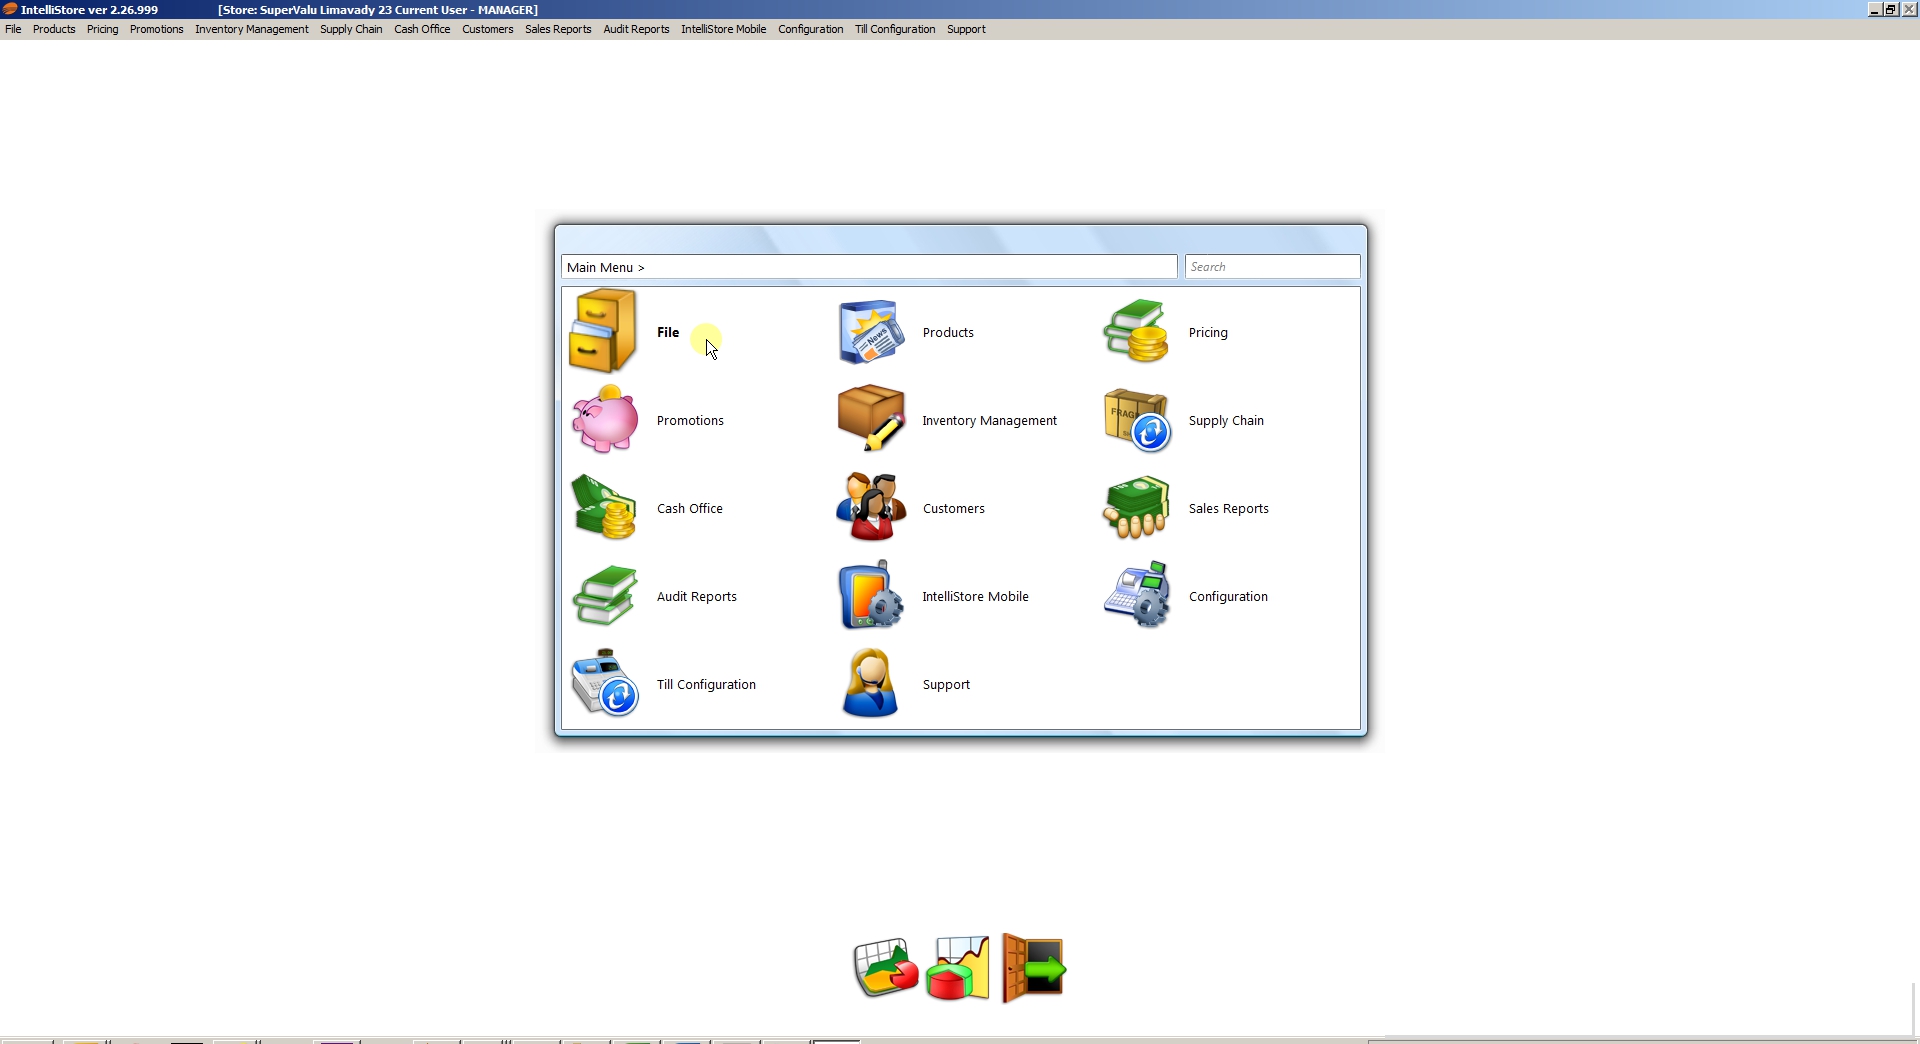 IntelliStore ver 2.26.999 [Store: SuperValu Limavady 23 Current User - MANAGER]
File Products Pricing Promotions Inventory Management Supply Chain Cash Office Customers Sales Reports Audit Reports IntelliStore Mobile Configuration Till Configuration Support
Main Menu > Search
File Products Pricing
Promotions Inventory Management Supply Chain
Cash Office Customers Sales Reports
Audit Reports IntelliStore Mobile Configuration
Till Configuration Support